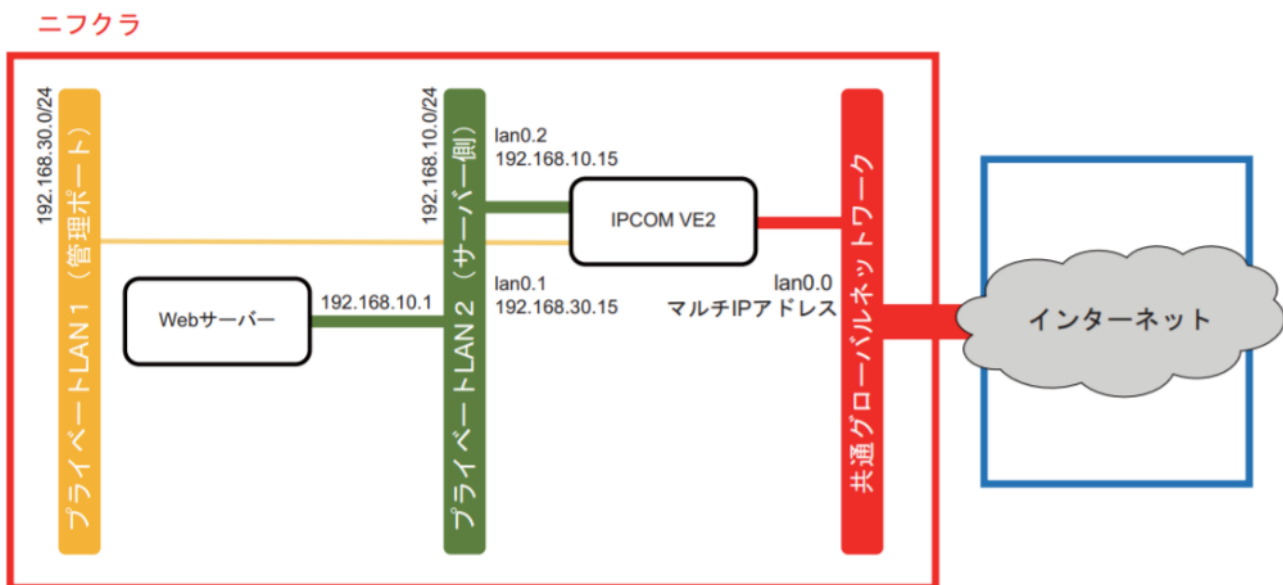 ニフクラ
192.168.30.0/24
プライベートLAN1（管理ポート）
Webサーバー
192.168.10.1
192.168.10.0/24
プライベートLAN2（サーバー側）
lan0.2
192.168.10.15
IPCOM VE2
lan0.1
192.168.30.15
lan0.0
マルチIPアドレス
共通グローバルネットワーク
インターネット